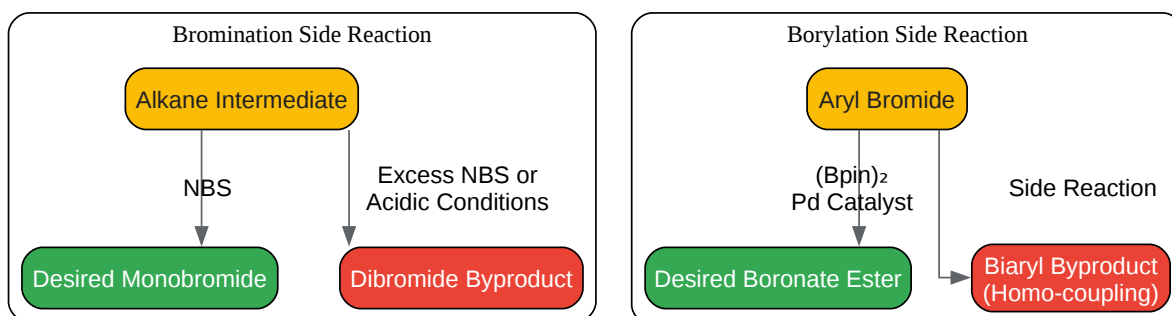 Bromination Side Reaction
Alkane Intermediate
NBS
Excess NBS or
Acidic Conditions
Desired Monobromide
Dibromide Byproduct
Borylation Side Reaction
Aryl Bromide
(Bpin)₂
Pd Catalyst
Side Reaction
Desired Boronate Ester
Biaryl Byproduct
(Homo-coupling)